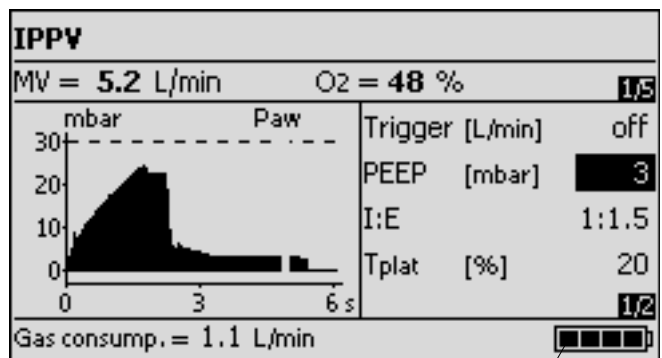 IPPV
MV = 5.2 L/min O2 = 48 %
1/5
mbar Paw
30
20
10
0
0 3 6 s
Trigger [L/min] off
PEEP [mbar] 3
I:E 1:1.5
Tplat [%] 20
1/2
Gas consump. = 1.1 L/min